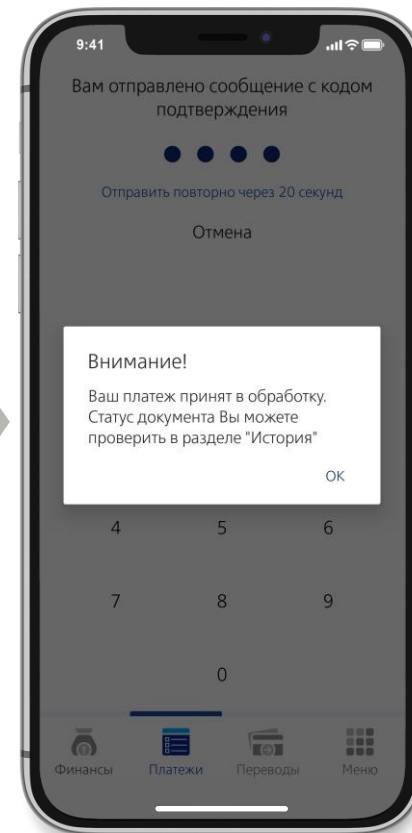 9:41
Вам отправлено сообщение с кодом
подтверждения
Отправить повторно через 20 секунд
Отмена
Внимание!
Ваш платеж принят в обработку.
Статус документа Вы можете
проверить в разделе "История"
ОК
4 5 6
7 8 9
0
Финансы Платежи Переводы Меню